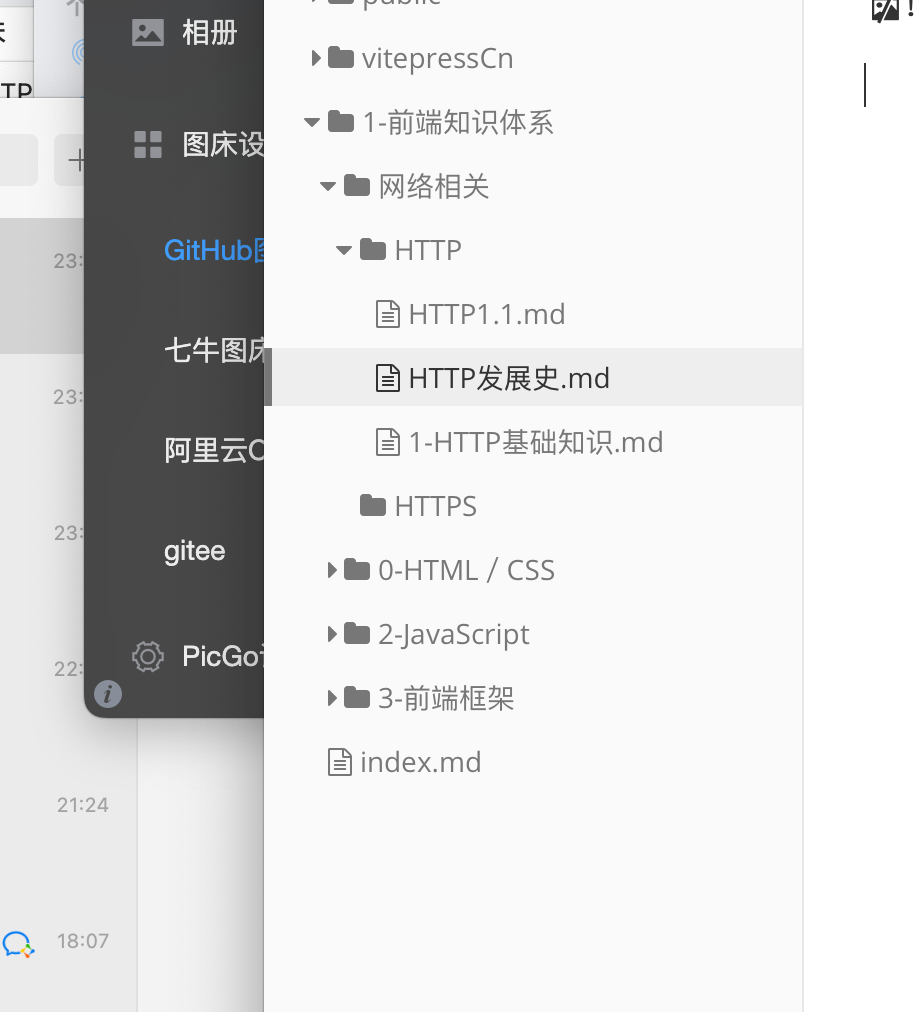 public
相册
vitepressCn
TP
1-前端知识体系
图床设
网络相关
GitHub图
HTTP
23:
HTTP1.1.md
七牛图床
HTTP发展史.md
23:
阿里云O
1-HTTP基础知识.md
HTTPS
23:
gitee
0-HTML / CSS
2-JavaScript
PicGo
22:
3-前端框架
index.md
21:24
18:07